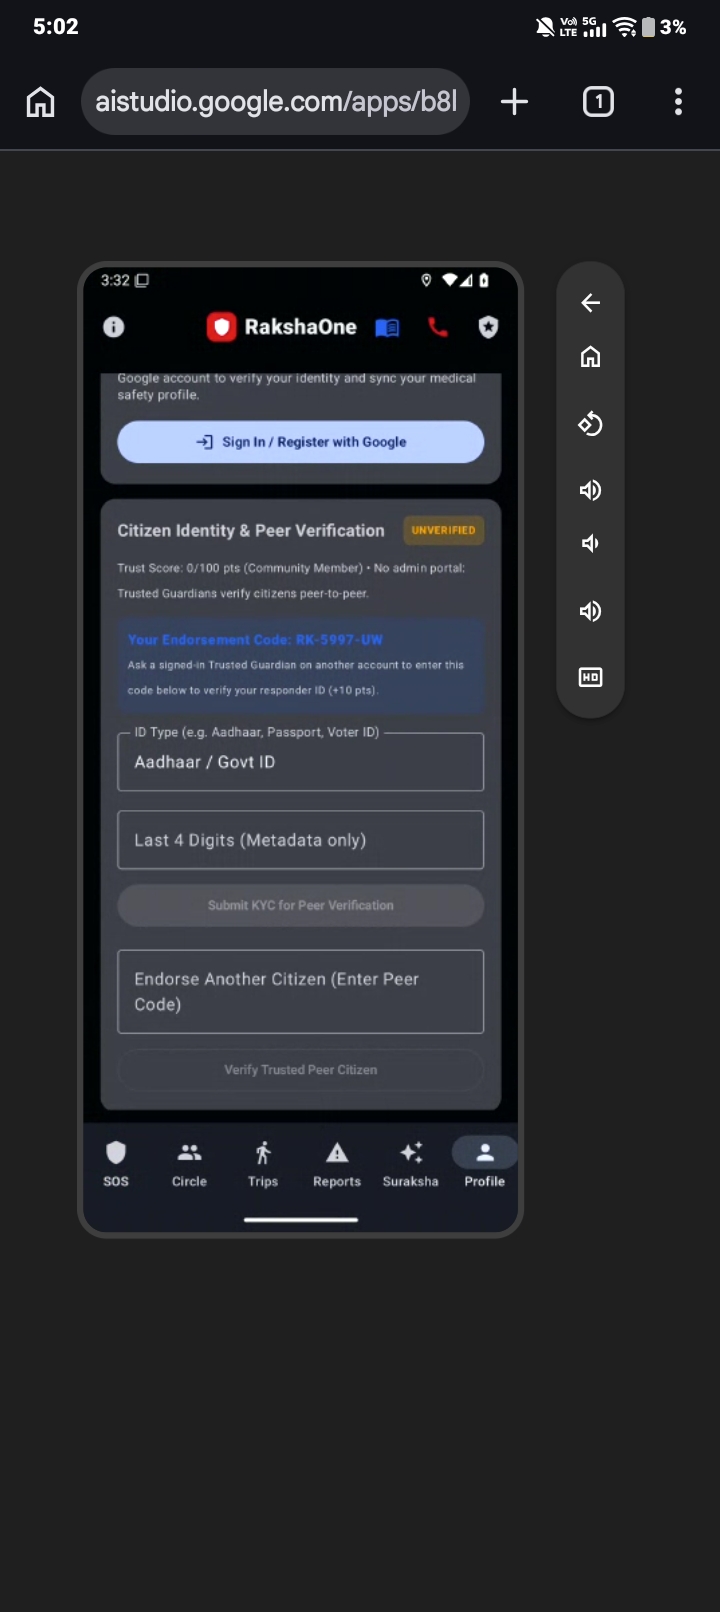 5:02
Vo) LTE 5G 3%
aistudio.google.com/apps/b8l
1
3:32
RakshaOne
Google account to verify your identity and sync your medical
safety profile.
Sign In / Register with Google
Citizen Identity & Peer Verification
UNVERIFIED
Trust Score: 0/100 pts (Community Member) • No admin portal:
Trusted Guardians verify citizens peer-to-peer.
Your Endorsement Code: RK-5997-UW
Ask a signed-in Trusted Guardian on another account to enter this
code below to verify your responder ID (+10 pts).
ID Type (e.g. Aadhaar, Passport, Voter ID)
Aadhaar / Govt ID
Last 4 Digits (Metadata only)
Submit KYC for Peer Verification
Endorse Another Citizen (Enter Peer
Code)
Verify Trusted Peer Citizen
SOS Circle Trips Reports Suraksha Profile
HD